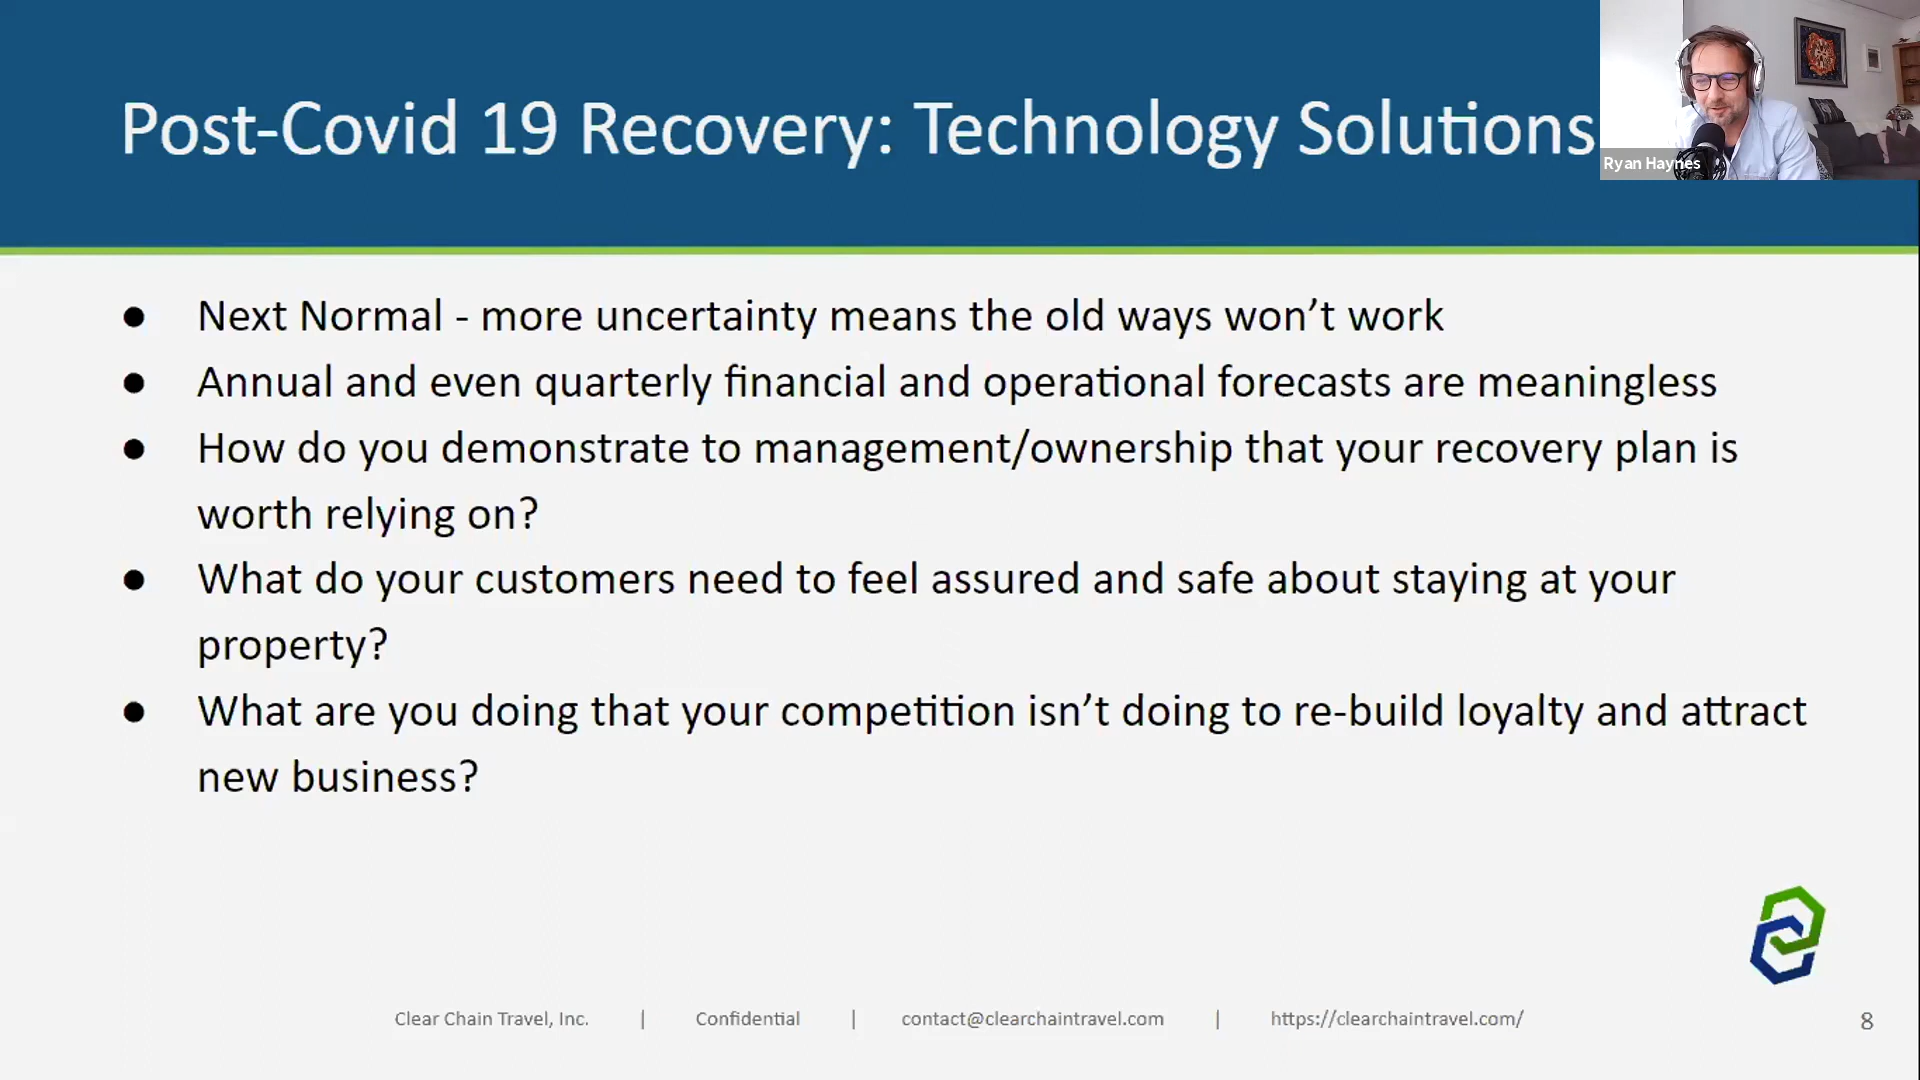 Post-Covid 19 Recovery: Technology Solutions
Ryan Haynes
● Next Normal - more uncertainty means the old ways won’t work
● Annual and even quarterly financial and operational forecasts are meaningless
● How do you demonstrate to management/ownership that your recovery plan is
worth relying on?
● What do your customers need to feel assured and safe about staying at your
property?
● What are you doing that your competition isn’t doing to re-build loyalty and attract
new business?
Clear Chain Travel, Inc. | Confidential | contact@clearchaintravel.com | https://clearchaintravel.com/
8